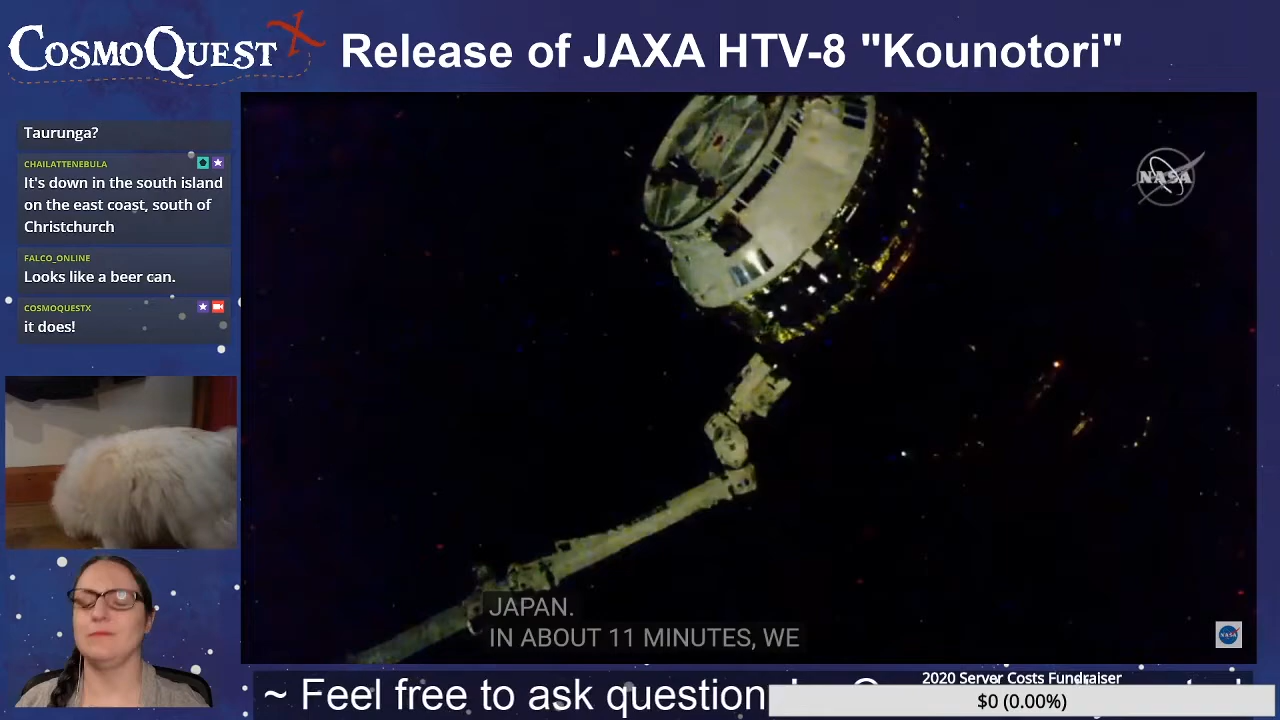 CosmoQuest X
Release of JAXA HTV-8 "Kounotori"
Taurunga?
CHAILATTENEBULA
It's down in the south island
on the east coast, south of
Christchurch
FALCO_ONLINE
Looks like a beer can.
COSMOQUESTX
it does!
NASA
JAPAN.
IN ABOUT 11 MINUTES, WE
NASA
~ Feel free to ask question
2020 Server Costs Fundraiser
$0 (0.00%)